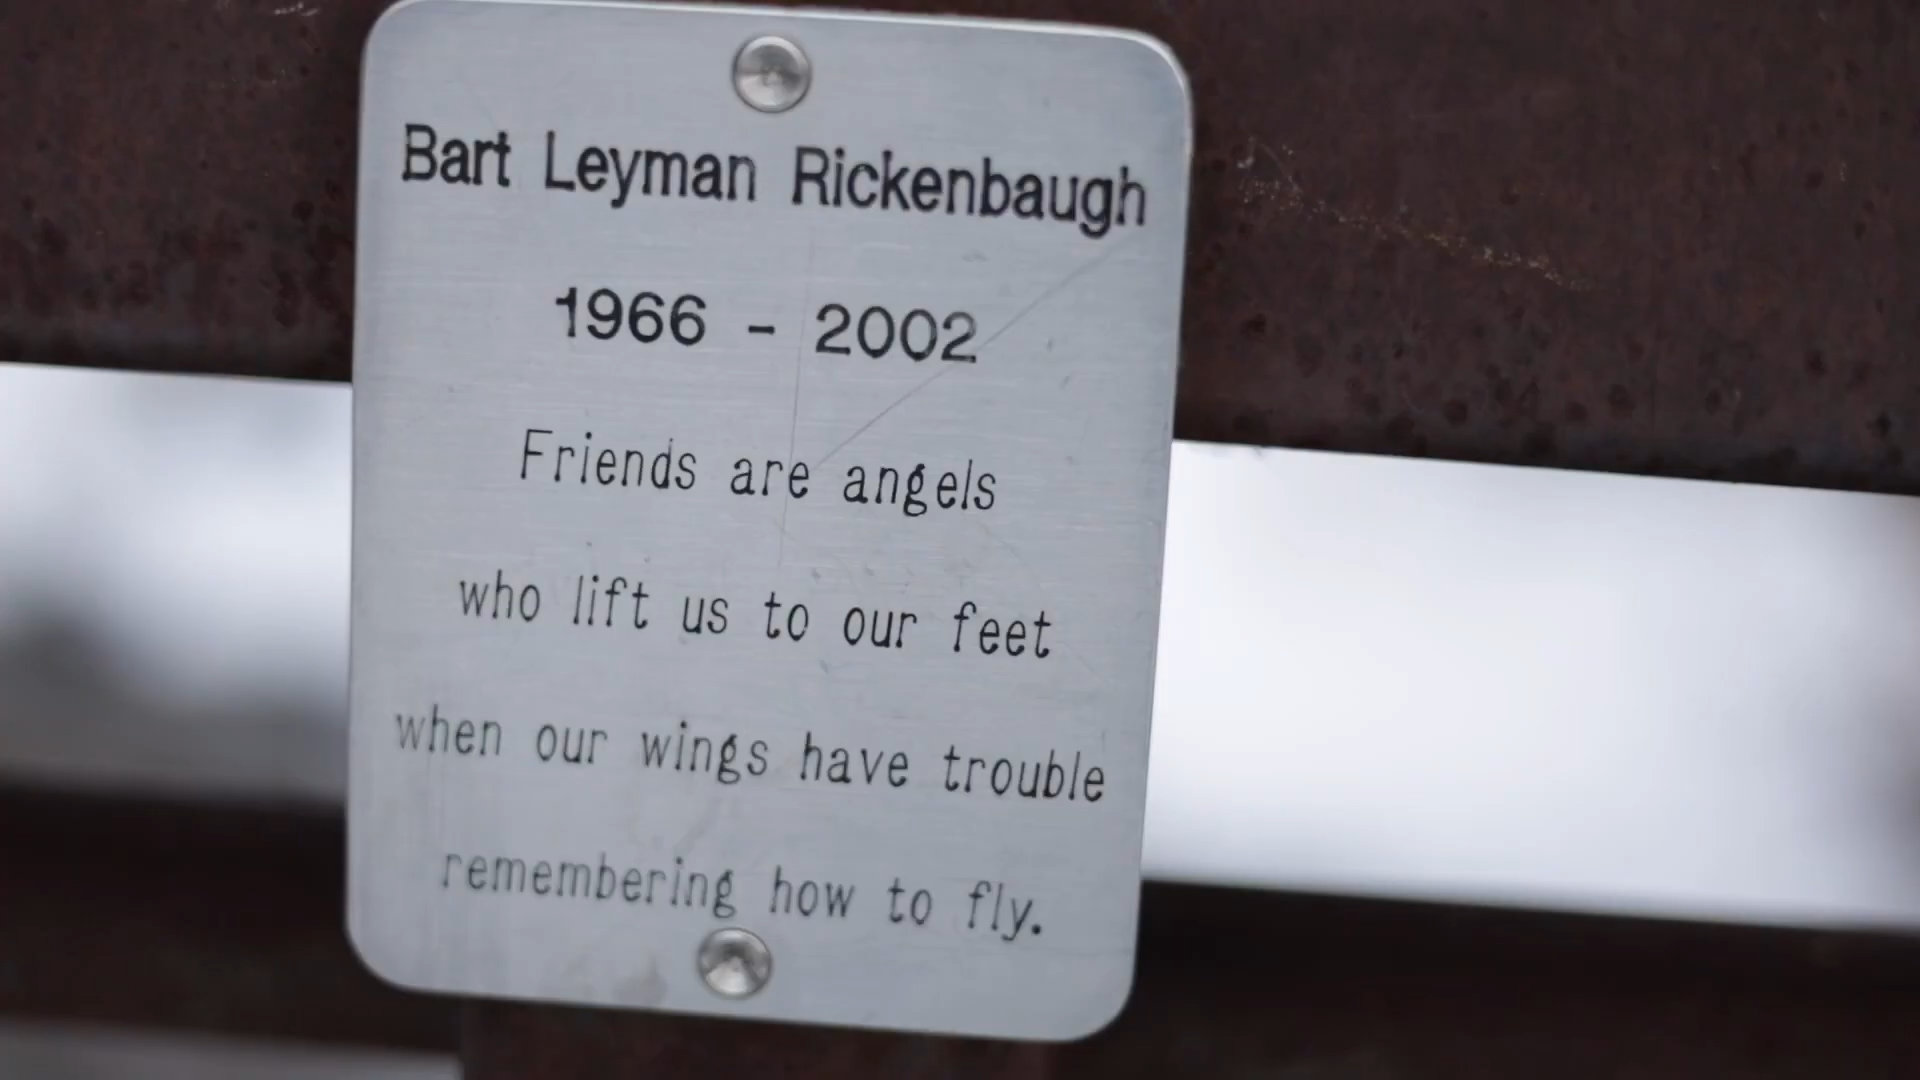 Bart Leyman Rickenbaugh
1966 - 2002
Friends are angels
who lift us to our feet
when our wings have trouble
remembering how to fly.